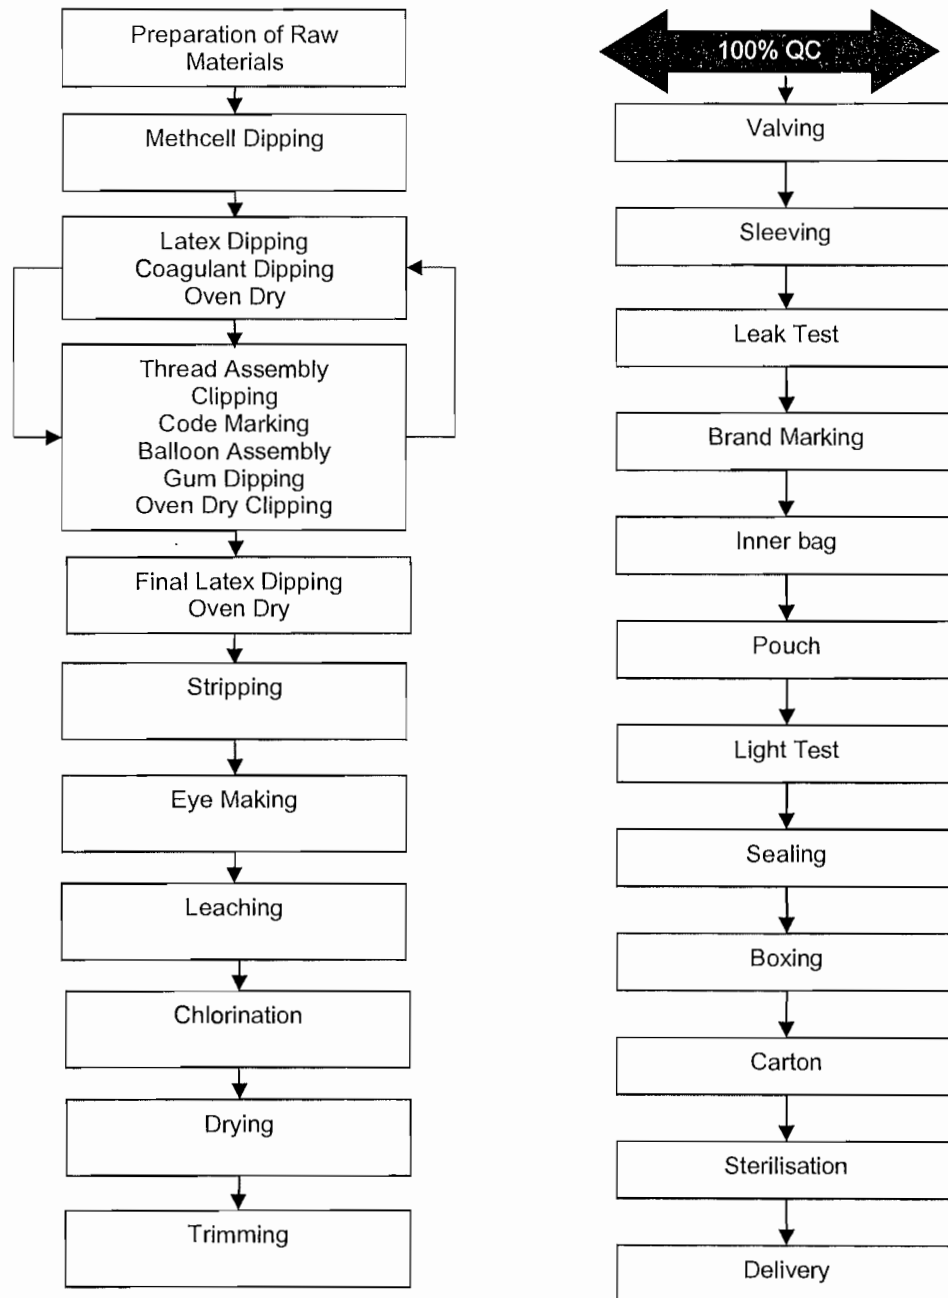 Preparation of Raw
Materials
Methcell Dipping
Latex Dipping
Coagulant Dipping
Oven Dry
Thread Assembly
Clipping
Code Marking
Balloon Assembly
Gum Dipping
Oven Dry Clipping
Final Latex Dipping
Oven Dry
Stripping
Eye Making
Leaching
Chlorination
Drying
Trimming
100% QC
Valving
Sleeving
Leak Test
Brand Marking
Inner bag
Pouch
Light Test
Sealing
Boxing
Carton
Sterilisation
Delivery